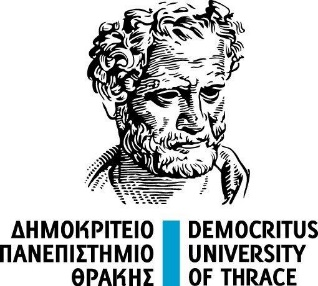 ΔΗΜΟΚΡΙΤΕΙΟ
ΠΑΝΕΠΙΣΤΗΜΙΟ
ΘΡΑΚΗΣ
DEMOCRITUS
UNIVERSITY
OF THRACE